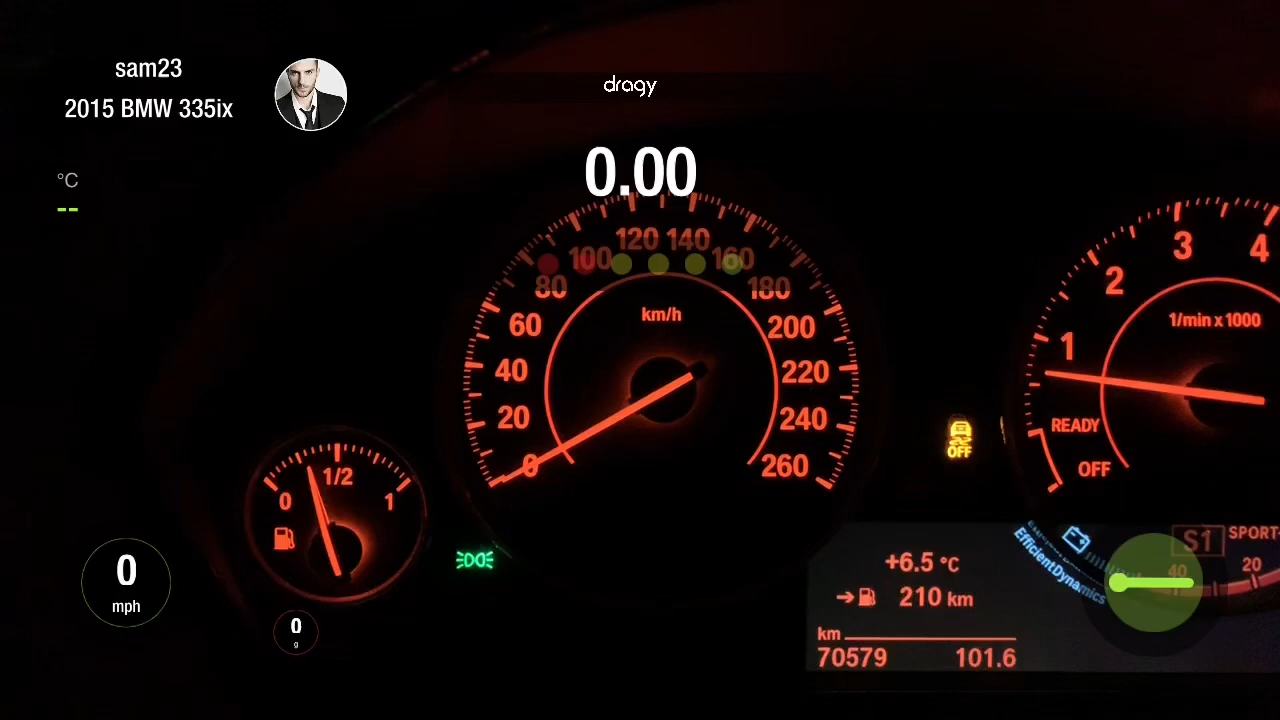 sam23
2015 BMW 335ix
dragy
°C
--
0.00
0 20 40 60 80 100 120 140 160 180 200 220 240 260
km/h
1 2 3 4
1/min x 1000
READY
OFF
OFF
0 1/2 1
0
mph
0
g
+6.5 °C
210 km
km
70579 101.6
EfficientDynamics
S1
SPORT
40 20